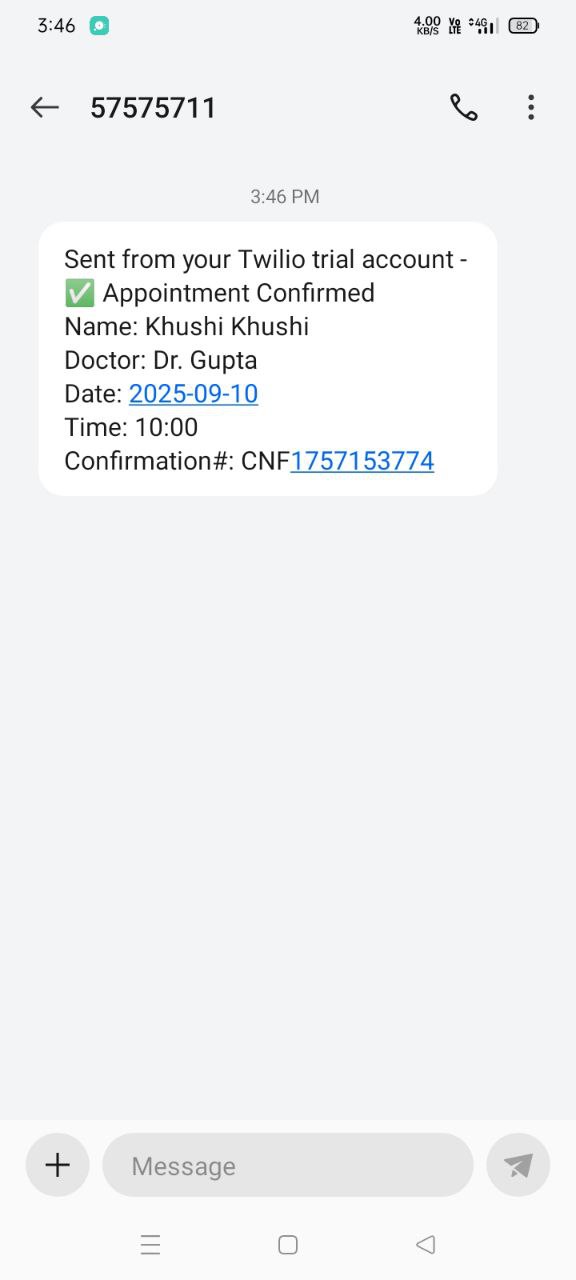 3:46
4.00 KB/S Vo LTE 4G 82
57575711
3:46 PM
Sent from your Twilio trial account -
✅ Appointment Confirmed
Name: Khushi Khushi
Doctor: Dr. Gupta
Date: 2025-09-10
Time: 10:00
Confirmation#: CNF1757153774
Message